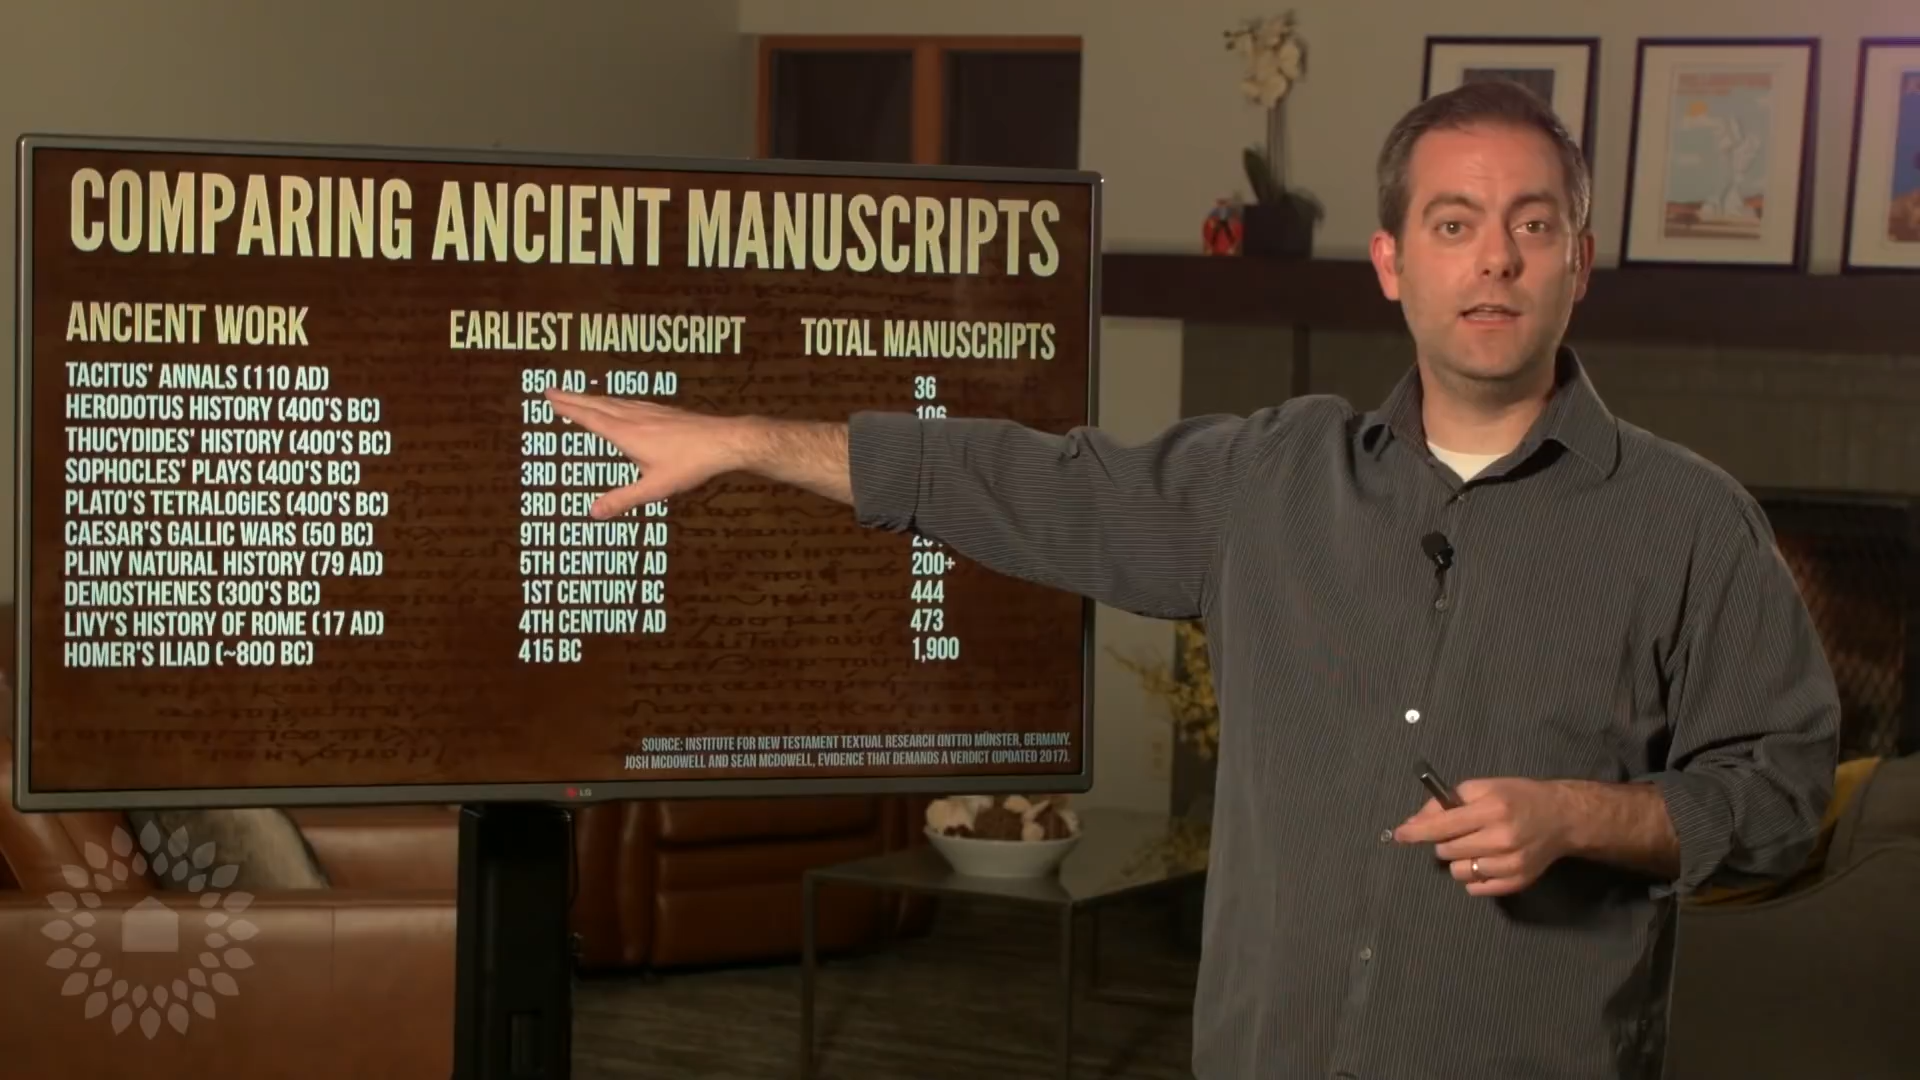 COMPARING ANCIENT MANUSCRIPTS
ANCIENT WORK EARLIEST MANUSCRIPT TOTAL MANUSCRIPTS
TACITUS' ANNALS (110 AD) 850 AD - 1050 AD 36
HERODOTUS HISTORY (400'S BC) 150 106
THUCYDIDES' HISTORY (400'S BC) 3RD
SOPHOCLES' PLAYS (400'S BC) 3RD CENTURY
PLATO'S TETRALOGIES (400'S BC) 3RD CENTURY BC
CAESAR'S GALLIC WARS (50 BC) 9TH CENTURY AD
PLINY NATURAL HISTORY (79 AD) 5TH CENTURY AD 200+
DEMOSTHENES (300'S BC) 1ST CENTURY BC 444
LIVY'S HISTORY OF ROME (17 AD) 4TH CENTURY AD 473
HOMER'S ILIAD (~800 BC) 415 BC 1,900
SOURCE: INSTITUTE FOR NEW TESTAMENT TEXTUAL RESEARCH (INTTR) MÜNSTER, GERMANY.
JOSH MCDOWELL AND SEAN MCDOWELL, EVIDENCE THAT DEMANDS A VERDICT (UPDATED 2017).
LG